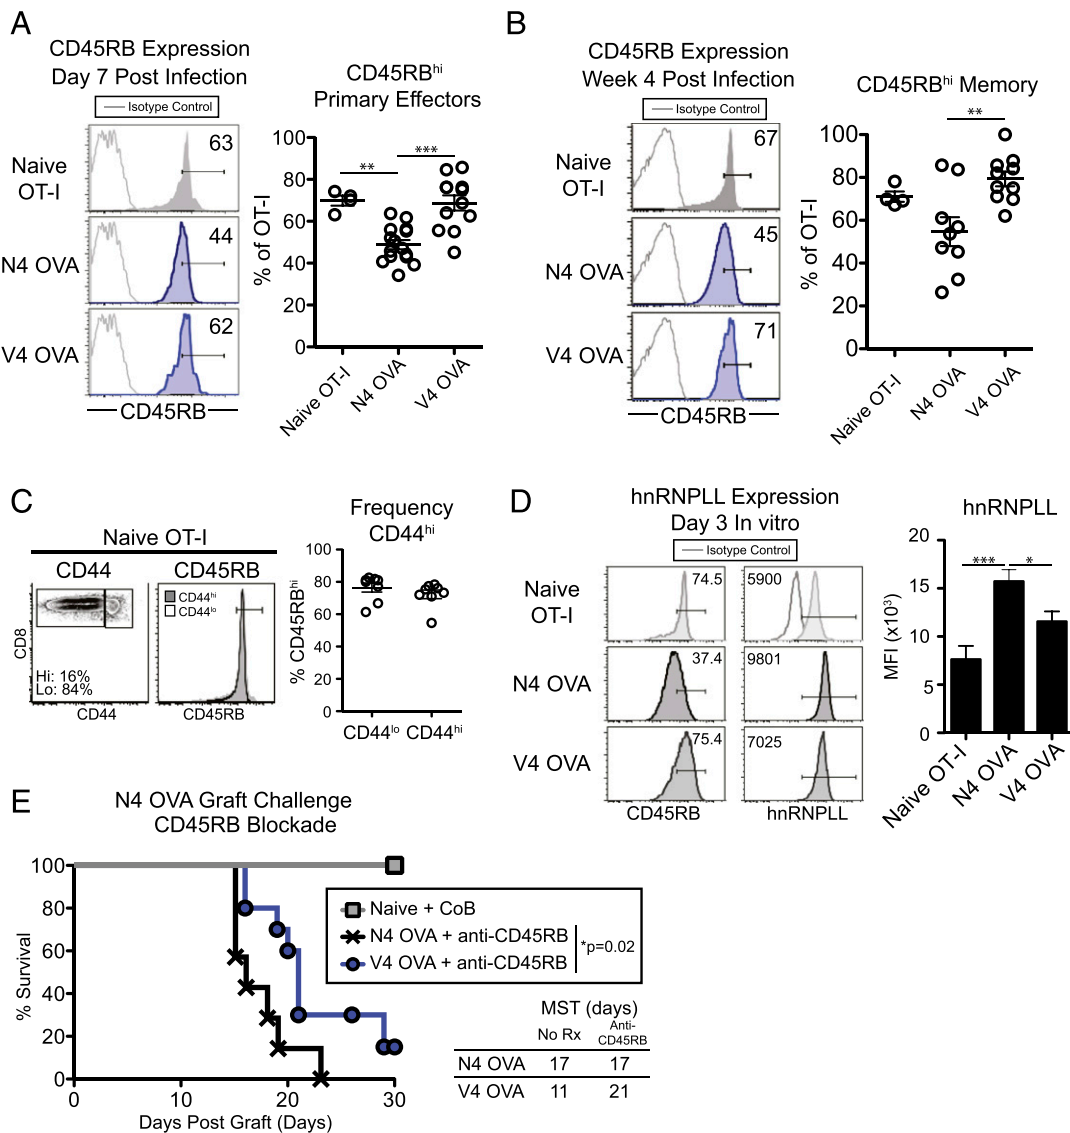 A
CD45RB Expression
Day 7 Post Infection
Isotype Control
Naive
OT-I
63
N4 OVA
44
V4 OVA
62
CD45RB
CD45RBhi
Primary Effectors
% of OT-I
100
80
60
40
20
0
**
***
Naive OT-I
N4 OVA
V4 OVA
B
CD45RB Expression
Week 4 Post Infection
Isotype Control
Naive
OT-I
67
N4 OVA
45
V4 OVA
71
CD45RB
CD45RBhi Memory
% of OT-I
100
80
60
40
20
0
**
Naive OT-I
N4 OVA
V4 OVA
C
Naive OT-I
CD44
CD45RB
CD8
Hi: 16%
Lo: 84%
CD44
CD44hi
CD44lo
CD45RB
Frequency
CD44hi
% CD45RBhi
100
80
60
40
20
0
CD44lo CD44hi
D
hnRNPLL Expression
Day 3 In vitro
Isotype Control
Naive
OT-I
74.5
5900
N4 OVA
37.4
9801
V4 OVA
75.4
7025
CD45RB
hnRNPLL
hnRNPLL
MFI (x10³)
20
15
10
5
0
***
*
Naive OT-I
N4 OVA
V4 OVA
E
N4 OVA Graft Challenge
CD45RB Blockade
% Survival
100
80
60
40
20
0
0 10 20 30
Days Post Graft (Days)
Naive + CoB
N4 OVA + anti-CD45RB
V4 OVA + anti-CD45RB
*p=0.02
MST (days)
No Rx
Anti-
CD45RB
N4 OVA 17 17
V4 OVA 11 21